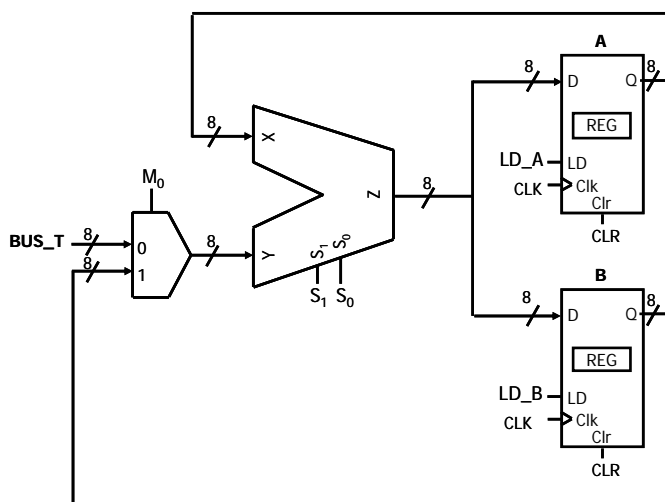 A
8
8
D
Q
8
REG
8
X
LD_A
LD
M₀
CLK
Clk
Z
8
Clr
CLR
BUS_T
8
0
8
Y
8
1
S₁
S₀
S₁
S₀
B
8
D
Q
8
REG
LD_B
LD
CLK
Clk
Clr
CLR